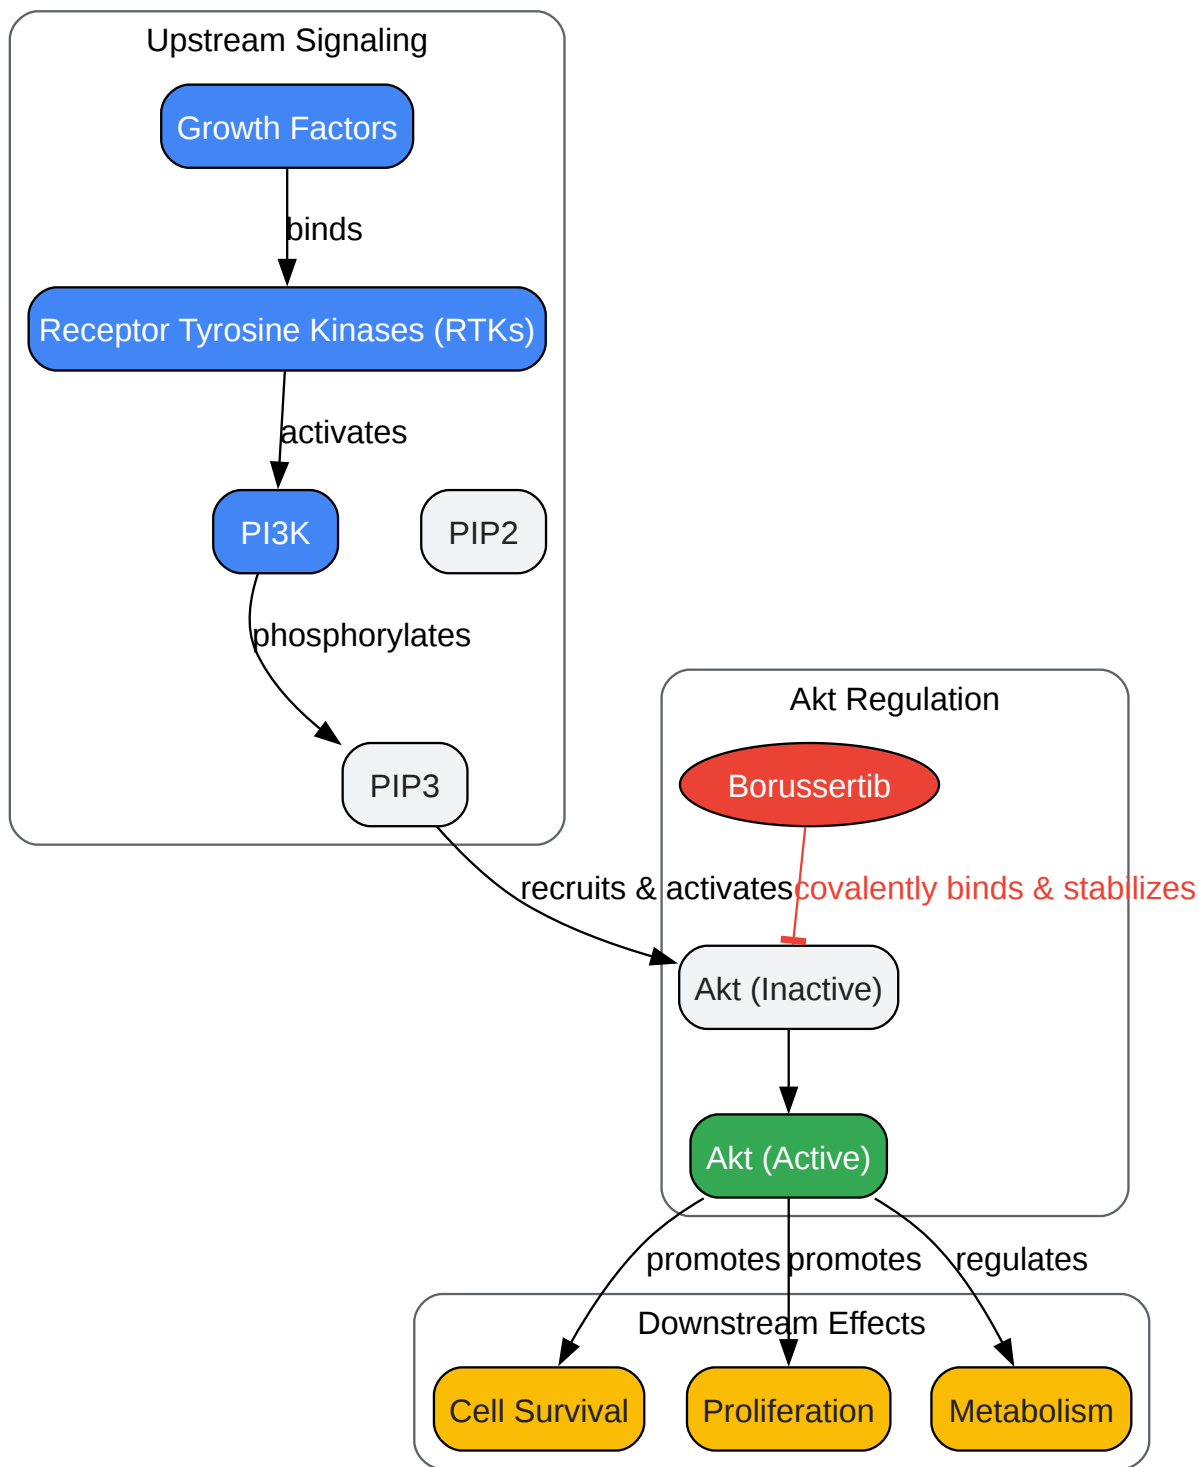 Upstream Signaling
Growth Factors
binds
Receptor Tyrosine Kinases (RTKs)
activates
PI3K
PIP2
phosphorylates
PIP3
Akt Regulation
Borussertib
recruits & activates
covalently binds & stabilizes
Akt (Inactive)
Akt (Active)
promotes
promotes
regulates
Downstream Effects
Cell Survival
Proliferation
Metabolism